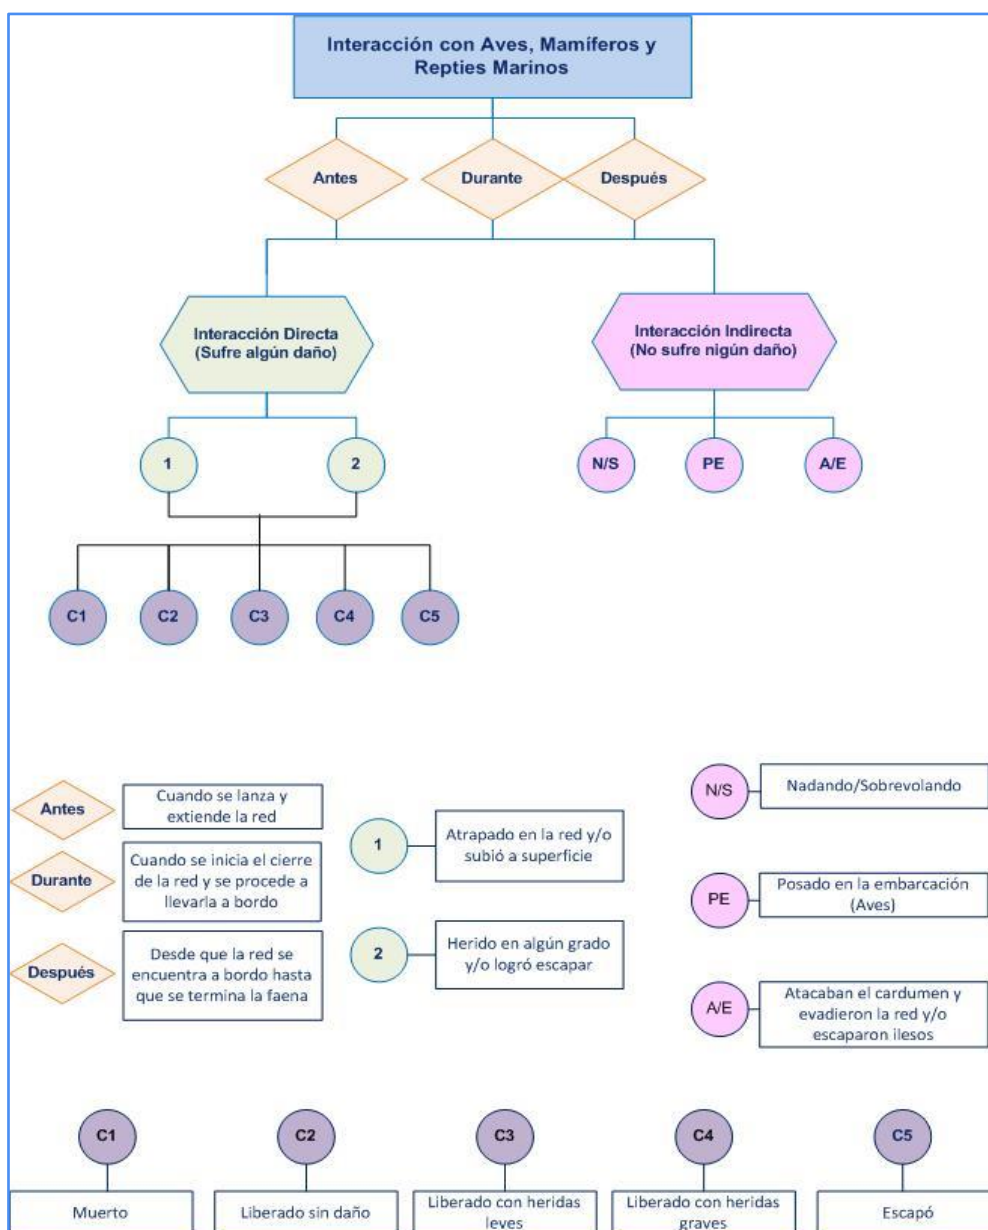 Interacción con Aves, Mamíferos y
Repties Marinos
Antes
Durante
Después
Interacción Directa
(Sufre algún daño)
Interacción Indirecta
(No sufre nigún daño)
1
2
N/S
PE
A/E
C1
C2
C3
C4
C5
Antes
Cuando se lanza y
extiende la red
Durante
Cuando se inicia el cierre
de la red y se procede a
llevarla a bordo
Después
Desde que la red se
encuentra a bordo hasta
que se termina la faena
1
Atrapado en la red y/o
subió a superficie
2
Herido en algún grado
y/o logró escapar
N/S
Nadando/Sobrevolando
PE
Posado en la embarcación
(Aves)
A/E
Atacaban el cardumen y
evadieron la red y/o
escaparon ilesos
C1
Muerto
C2
Liberado sin daño
C3
Liberado con heridas
leves
C4
Liberado con heridas
graves
C5
Escapó